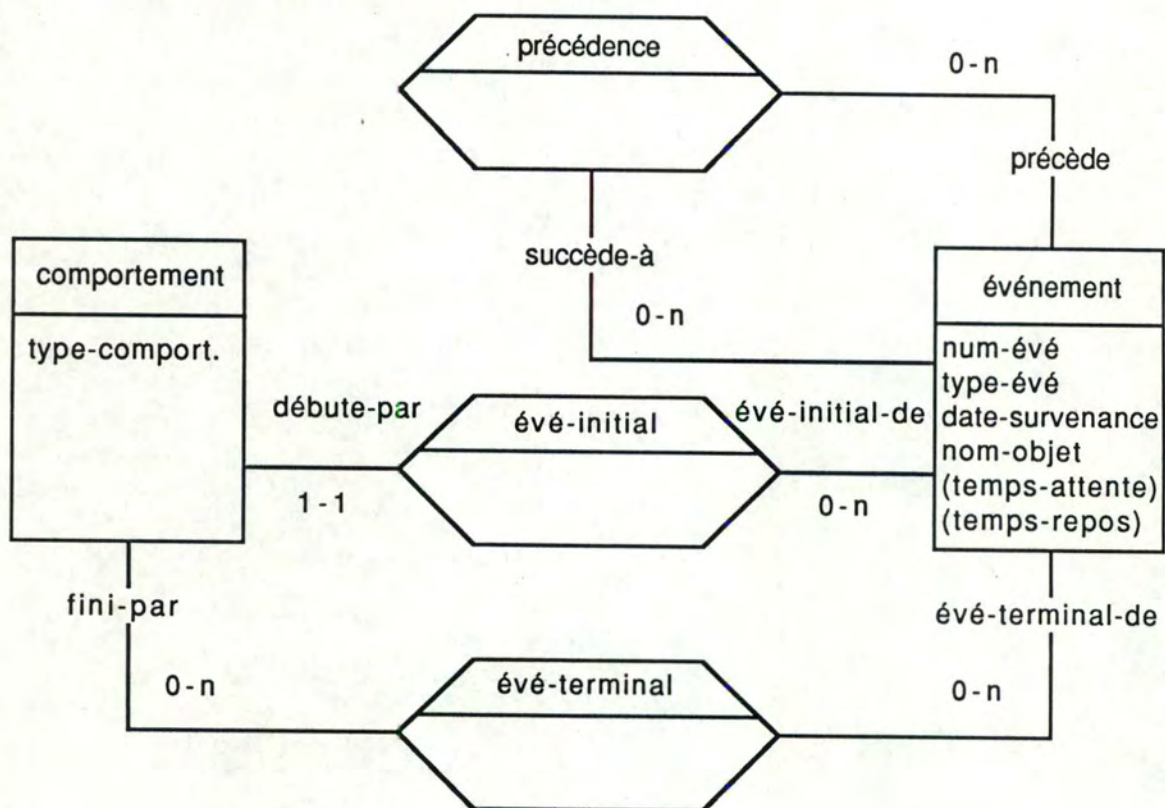 précédence
0-n
précède
succède-à
0-n
comportement
type-comport.
événement
num-évé
type-évé
date-survenance
nom-objet
(temps-attente)
(temps-repos)
débute-par
1-1
évé-initial
évé-initial-de
0-n
fini-par
0-n
évé-terminal
évé-terminal-de
0-n